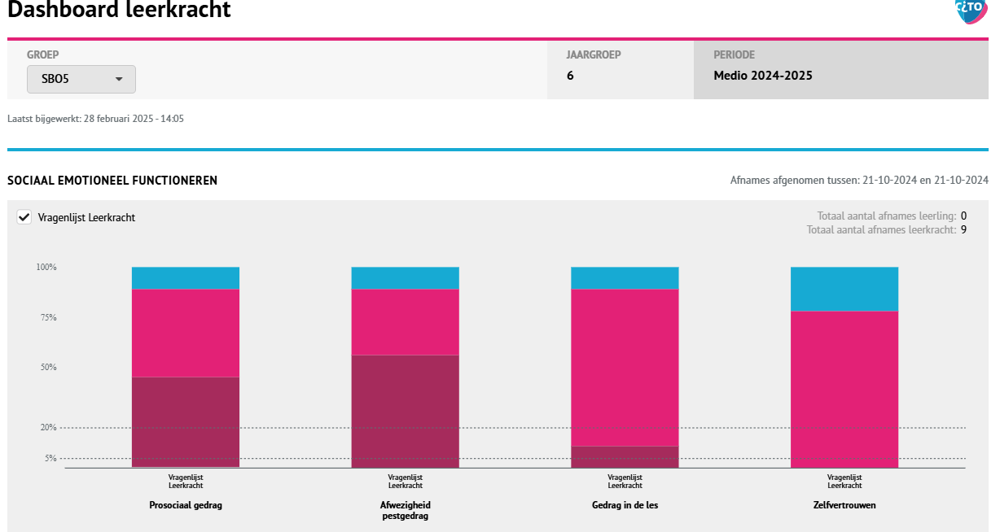 Dashboard leerkracht
CiTO
GROEP
SBO5
JAARGROEP
6
PERIODE
Medio 2024-2025
Laatst bijgewerkt: 28 februari 2025 - 14:05
SOCIAAL EMOTIONEEL FUNCTIONEREN
Afnames afgenomen tussen: 21-10-2024 en 21-10-2024
Vragenlijst Leerkracht
Totaal aantal afnames leerling: 0
Totaal aantal afnames leerkracht: 9
100%
75%
50%
20%
5%
Vragenlijst
Leerkracht
Prosociaal gedrag
Vragenlijst
Leerkracht
Afwezigheid
pestgedrag
Vragenlijst
Leerkracht
Gedrag in de les
Vragenlijst
Leerkracht
Zelfvertrouwen